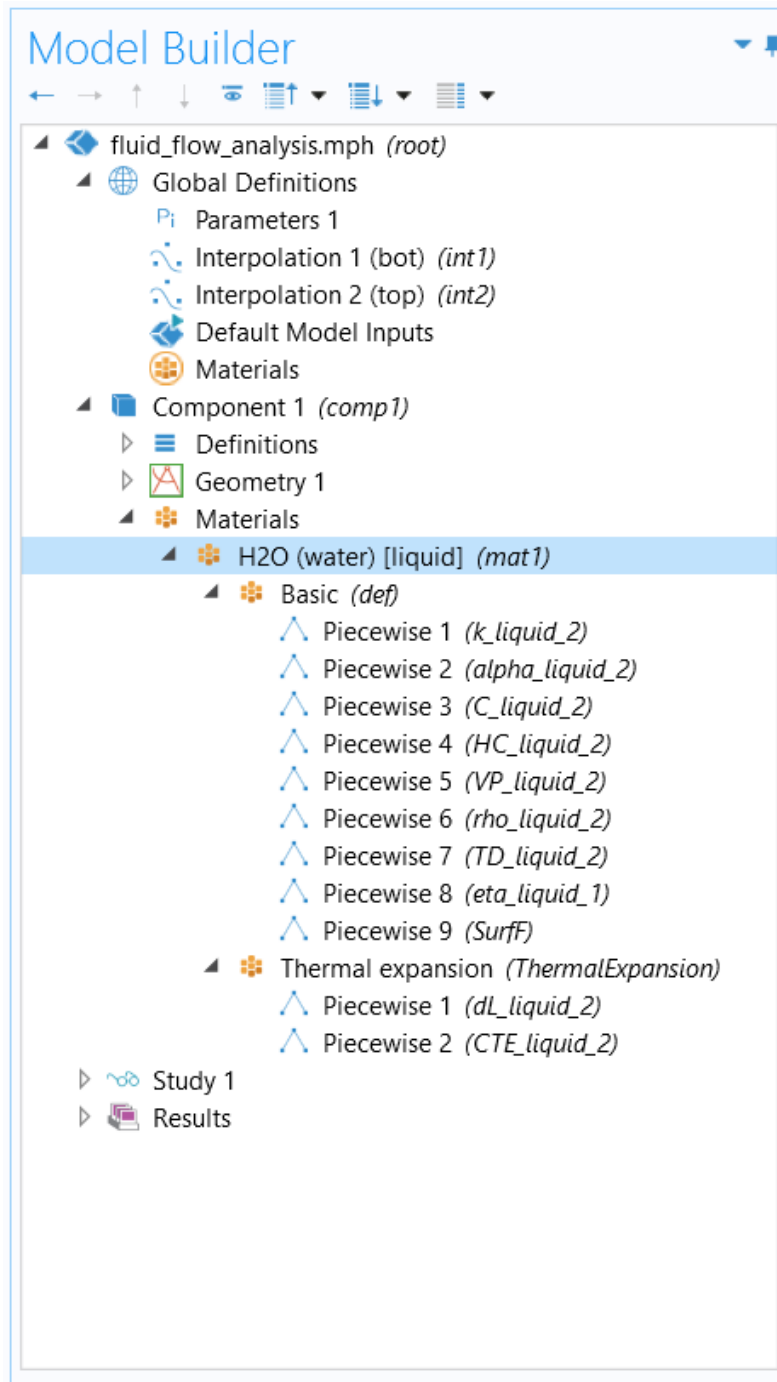 Model Builder
fluid_flow_analysis.mph (root)
Global Definitions
Pi Parameters 1
Interpolation 1 (bot) (int1)
Interpolation 2 (top) (int2)
Default Model Inputs
Materials
Component 1 (comp1)
Definitions
Geometry 1
Materials
H2O (water) [liquid] (mat1)
Basic (def)
Piecewise 1 (k_liquid_2)
Piecewise 2 (alpha_liquid_2)
Piecewise 3 (C_liquid_2)
Piecewise 4 (HC_liquid_2)
Piecewise 5 (VP_liquid_2)
Piecewise 6 (rho_liquid_2)
Piecewise 7 (TD_liquid_2)
Piecewise 8 (eta_liquid_1)
Piecewise 9 (SurfF)
Thermal expansion (ThermalExpansion)
Piecewise 1 (dL_liquid_2)
Piecewise 2 (CTE_liquid_2)
Study 1
Results